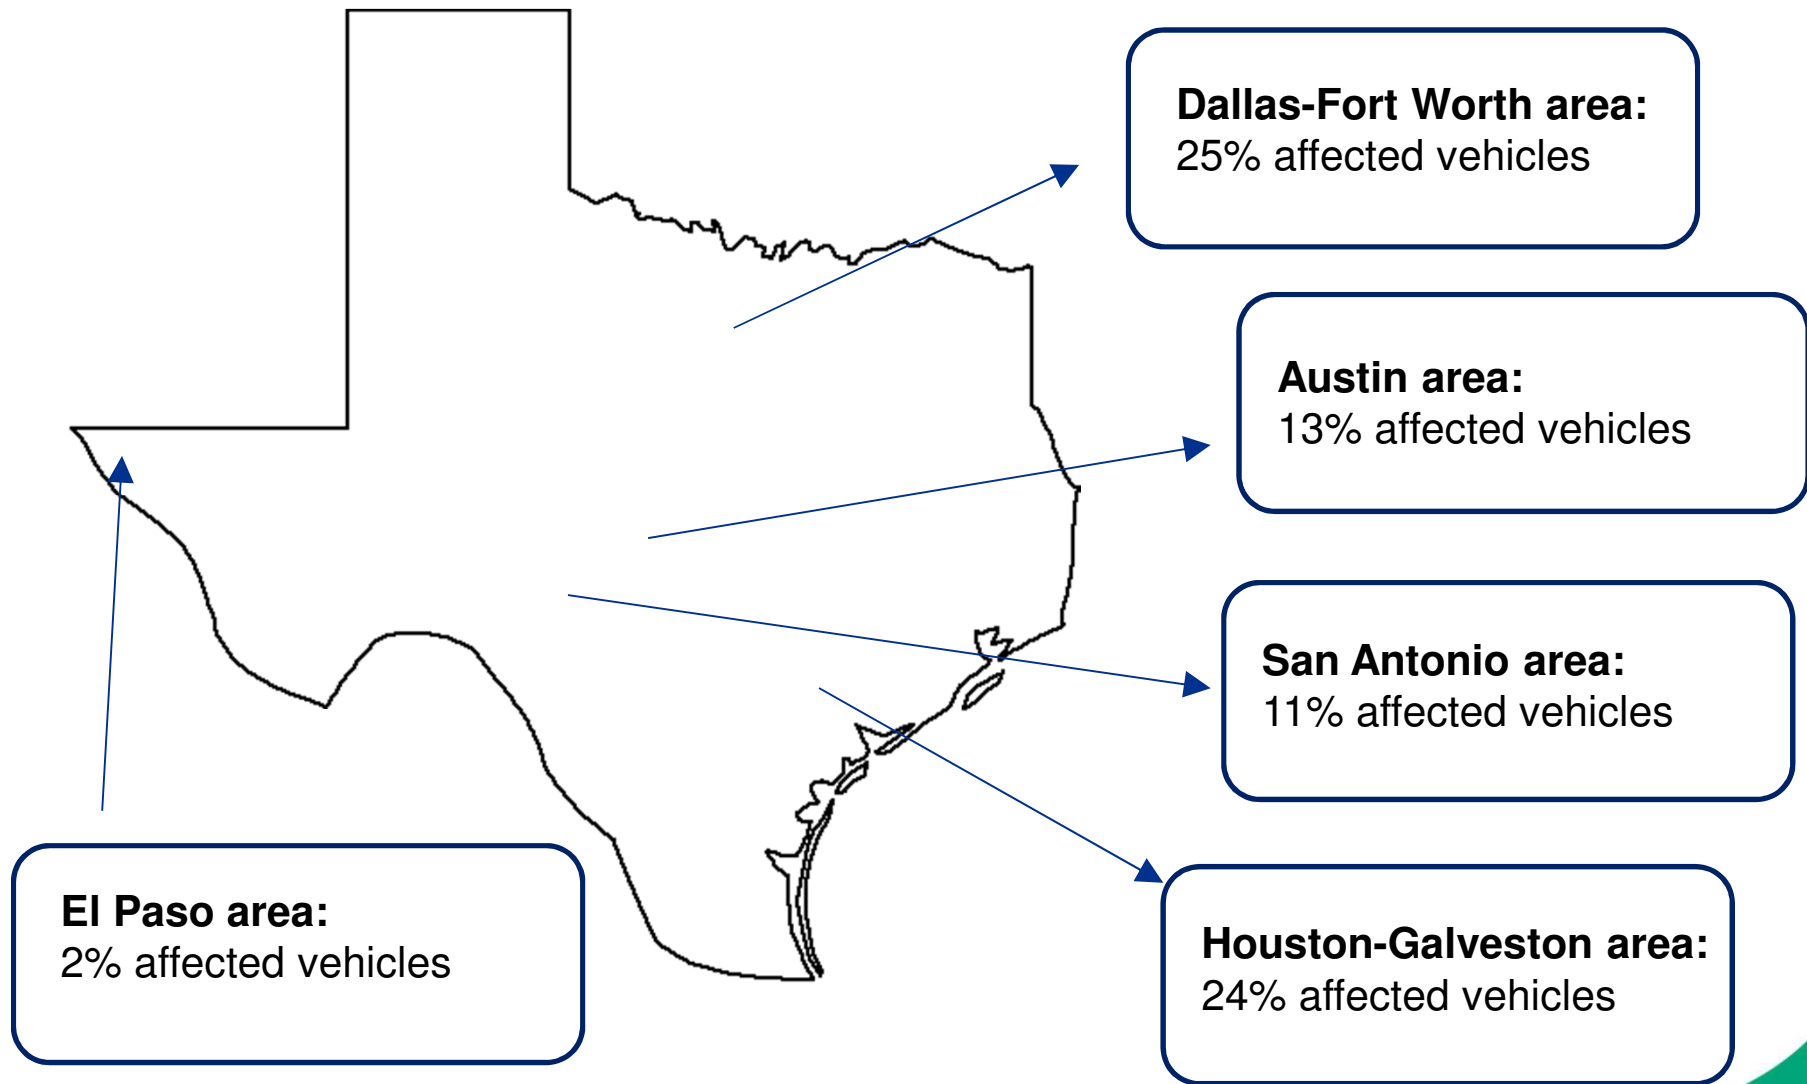 Dallas-Fort Worth area:
25% affected vehicles
Austin area:
13% affected vehicles
San Antonio area:
11% affected vehicles
El Paso area:
2% affected vehicles
Houston-Galveston area:
24% affected vehicles